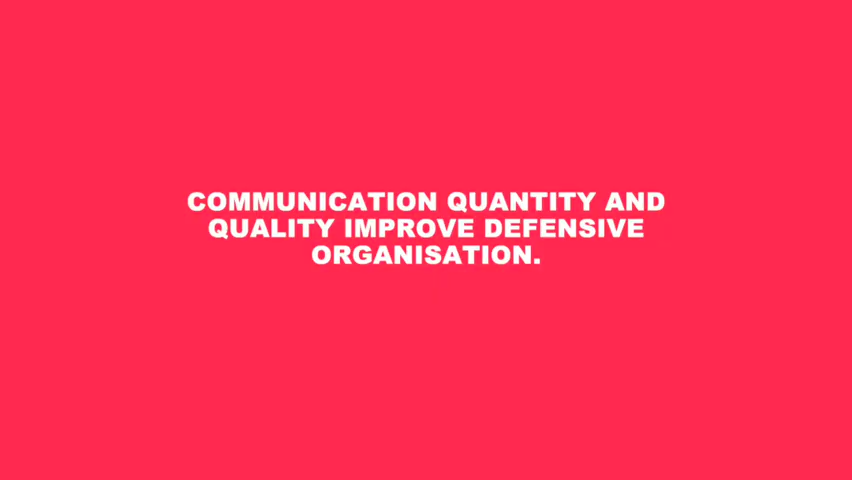 COMMUNICATION QUANTITY AND
QUALITY IMPROVE DEFENSIVE
ORGANISATION.